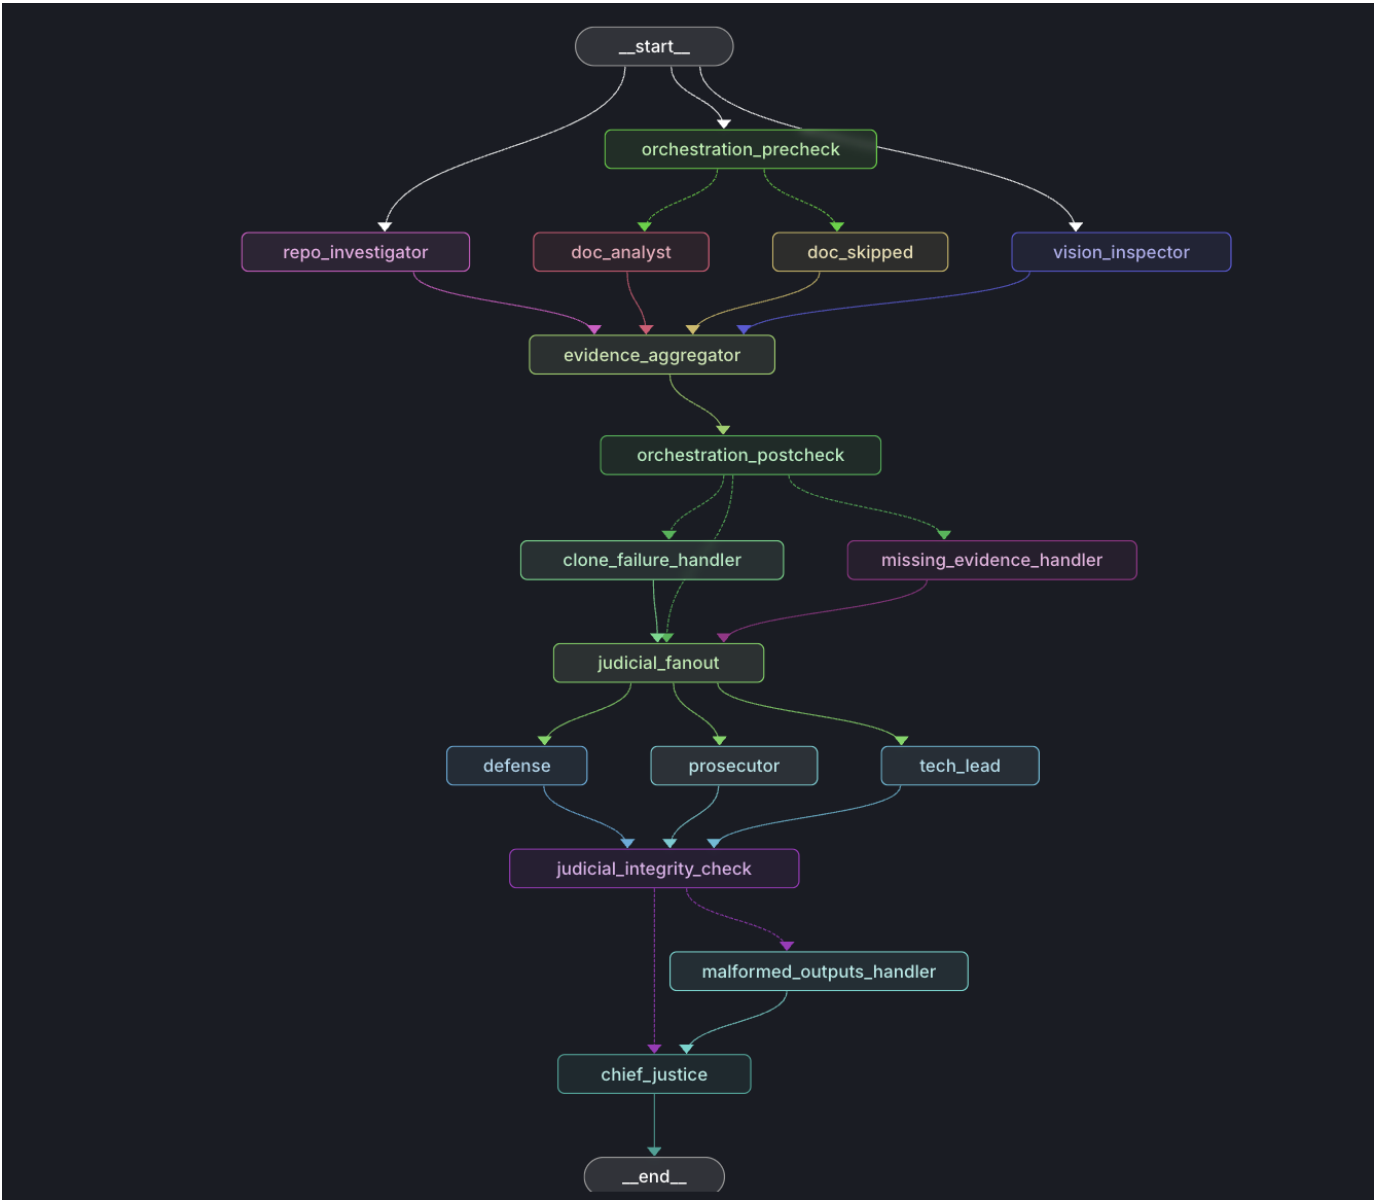 __start__
orchestration_precheck
repo_investigator
doc_analyst
doc_skipped
vision_inspector
evidence_aggregator
orchestration_postcheck
clone_failure_handler
missing_evidence_handler
judicial_fanout
defense
prosecutor
tech_lead
judicial_integrity_check
malformed_outputs_handler
chief_justice
__end__